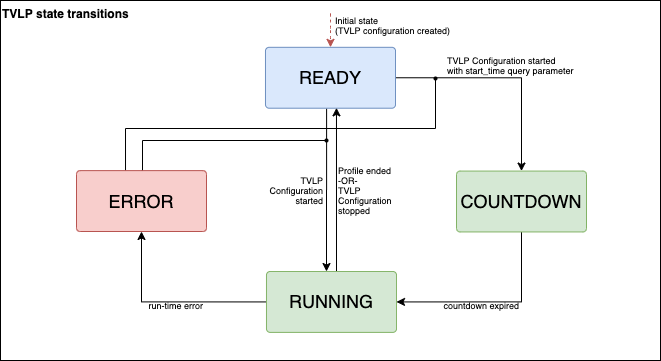 TVLP state transitions
Initial state
(TVLP configuration created)
READY
TVLP Configuration started
with start_time query parameter
TVLP
Configuration
started
Profile ended
-OR-
TVLP
Configuration
stopped
ERROR
COUNTDOWN
RUNNING
run-time error
countdown expired